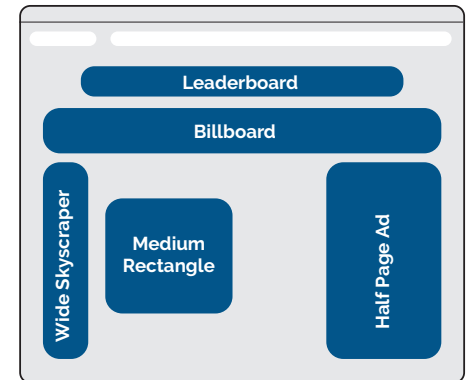 Leaderboard
Billboard
Wide Skyscraper
Medium
Rectangle
Half Page Ad